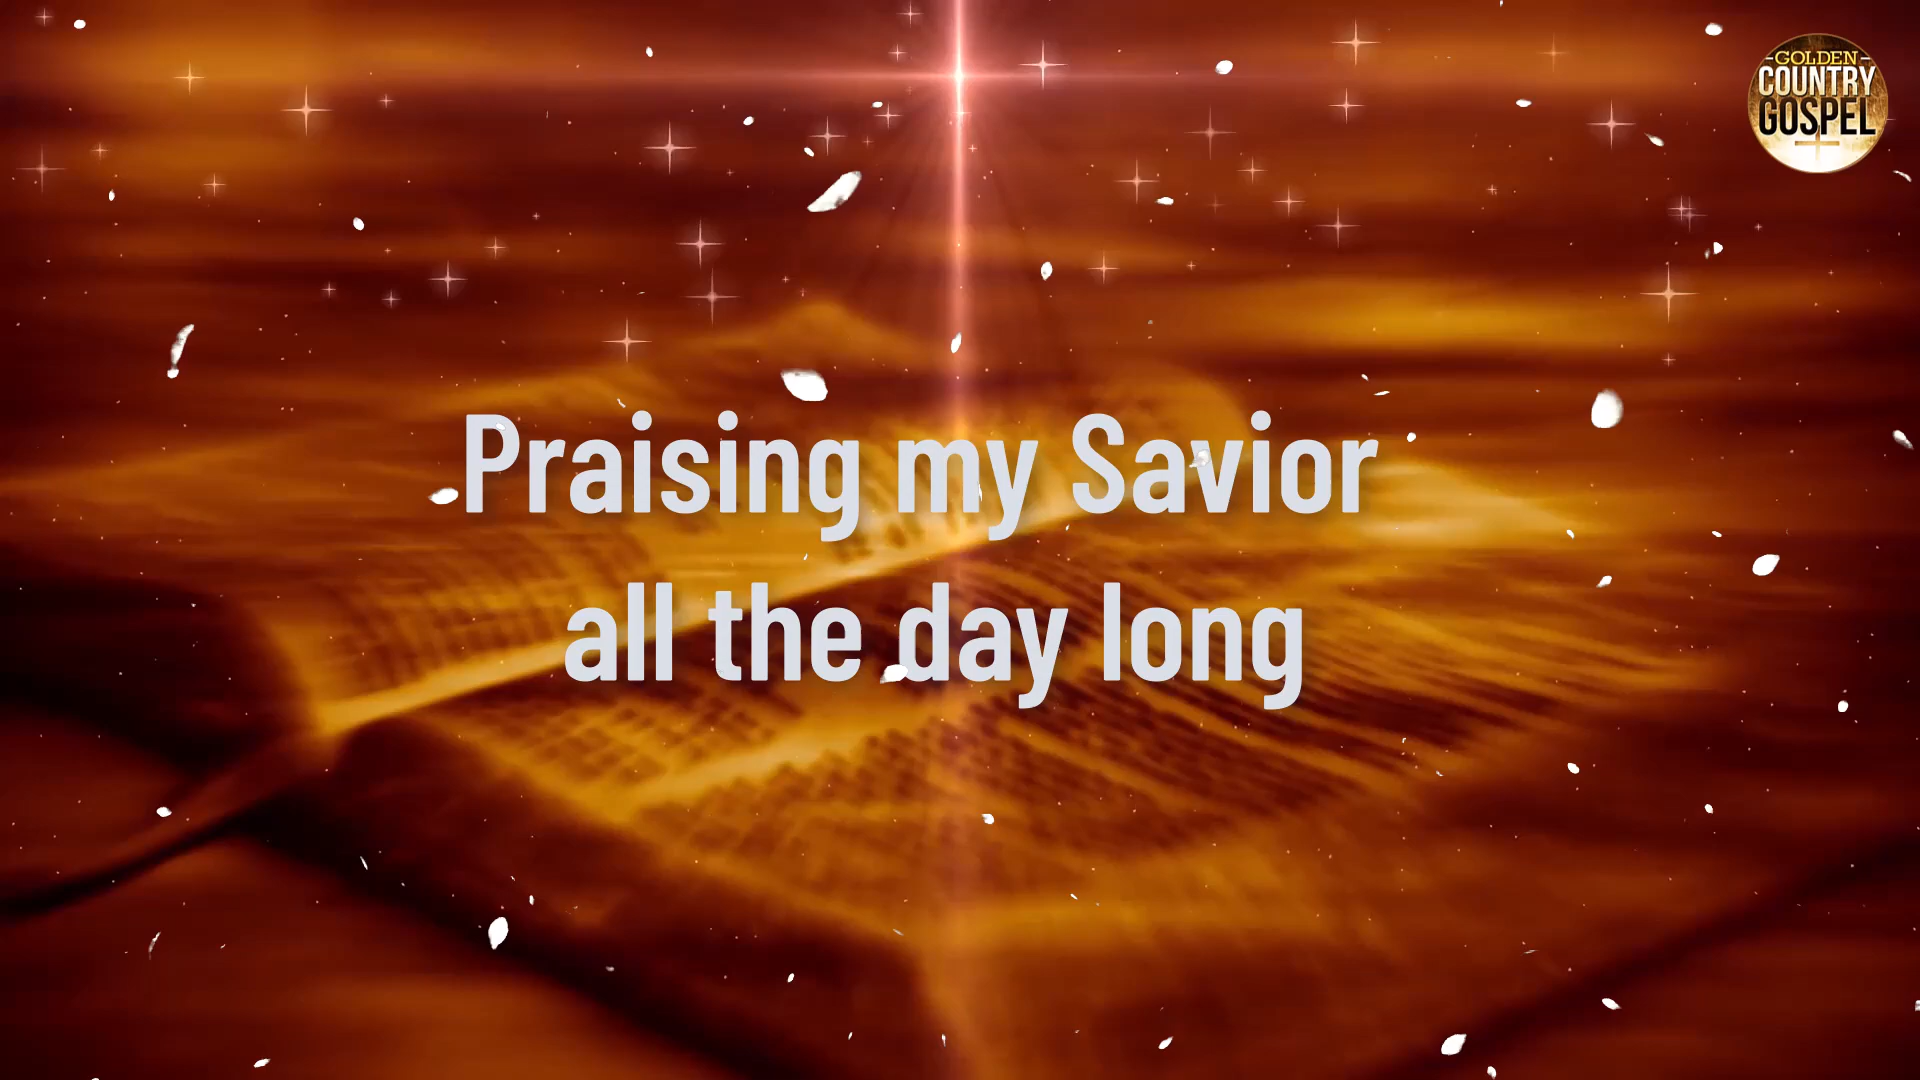 GOLDEN
COUNTRY
GOSPEL
Praising my Savior
all the day long